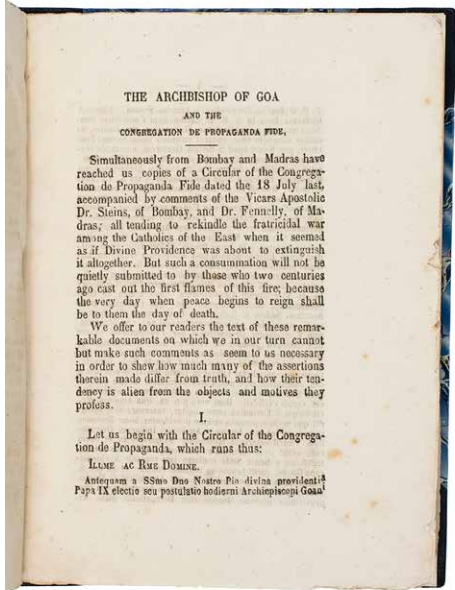 THE ARCHBISHOP OF GOA
AND THE
CONGREGATION DE PROPAGANDA FIDE,
Simultaneously from Bombay and Madras have
reached us copies of a Circular of the Congrega-
tion de Propaganda Fide dated the 18 July last,
accompanied by comments of the Vicars Apostolic
Dr. Steins, of Bombay, and Dr. Fennelly, of Ma-
dras, all tending to rekindle the fratricidal war
among the Catholics of the East when it seemed
as if Divine Providence was about to extinguish
it altogether. But such a consummation will not be
quietly submitted to by those who two centuries
ago cast out the first flames of this fire; because
the very day when peace begins to reign shall
be to them the day of death.
We offer to our readers the text of these remar-
kable documents on which we in our turn cannot
but make such comments as seem to us necessary
in order to shew how much many of the assertions
therein made differ from truth, and how their ten-
dency is alien from the objects and motives they
profess.
I.
Let us begin with the Circular of the Congrega-
tion de Propaganda, which runs thus:
ILLME AC RME DOMINE.
Antequam a SSmo Dno Nostro Pio divina providentia
Papa IX electio seu postulatio hodierni Archiepiscopi Goani